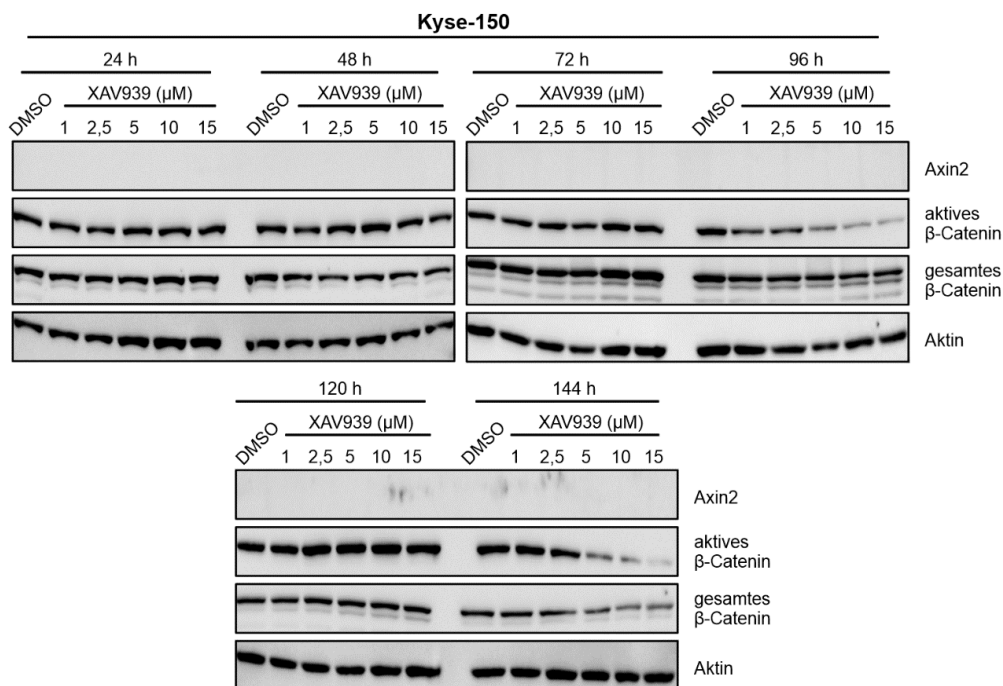 Kyse-150
24 h 48 h 72 h 96 h
DMSO XAV939 (µM) DMSO XAV939 (µM) DMSO XAV939 (µM) DMSO XAV939 (µM)
1 2,5 5 10 15 1 2,5 5 10 15 1 2,5 5 10 15 1 2,5 5 10 15
Axin2
aktives
β-Catenin
gesamtes
β-Catenin
Aktin
120 h 144 h
DMSO XAV939 (µM) DMSO XAV939 (µM)
1 2,5 5 10 15 1 2,5 5 10 15
Axin2
aktives
β-Catenin
gesamtes
β-Catenin
Aktin